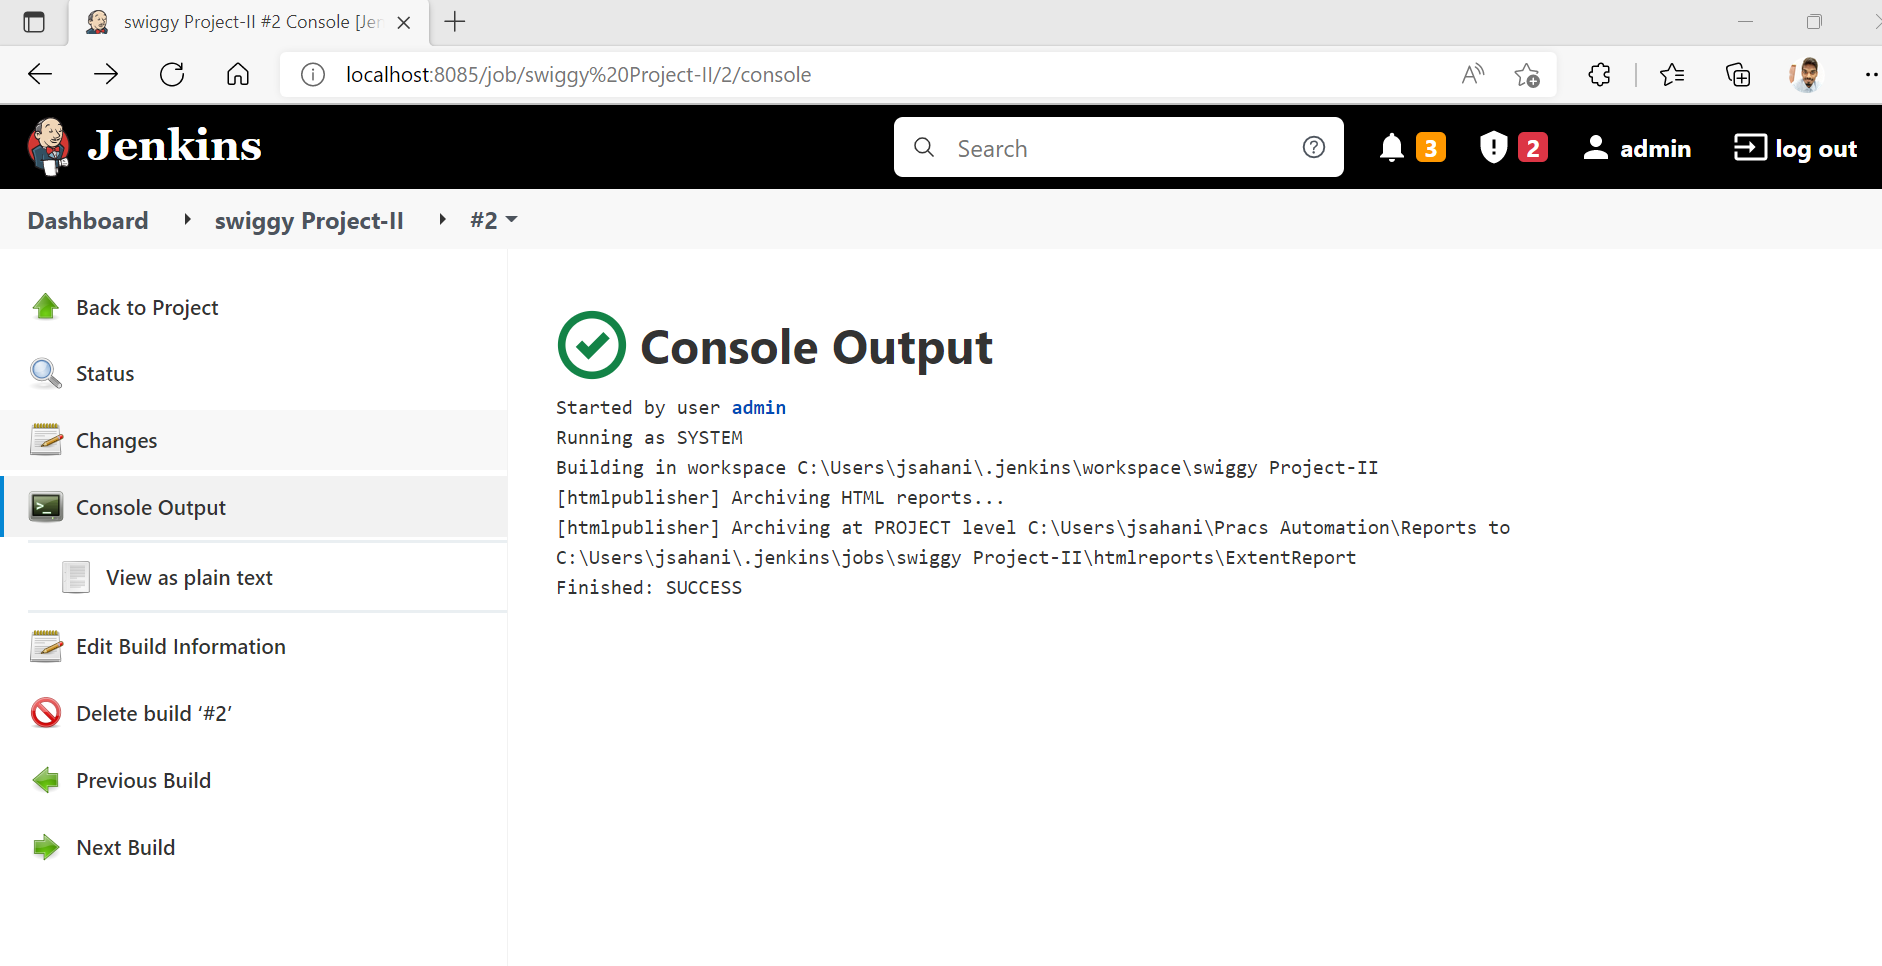 swiggy Project-II #2 Console [Jer
localhost:8085/job/swiggy%20Project-II/2/console
Jenkins
Search
3
2
admin
log out
Dashboard
swiggy Project-II
#2
Back to Project
Status
Changes
Console Output
View as plain text
Edit Build Information
Delete build ‘#2’
Previous Build
Next Build
Console Output
Started by user admin
Running as SYSTEM
Building in workspace C:\Users\jsahani\.jenkins\workspace\swiggy Project-II
[htmlpublisher] Archiving HTML reports...
[htmlpublisher] Archiving at PROJECT level C:\Users\jsahani\Pracs Automation\Reports to
C:\Users\jsahani\.jenkins\jobs\swiggy Project-II\htmlreports\ExtentReport
Finished: SUCCESS